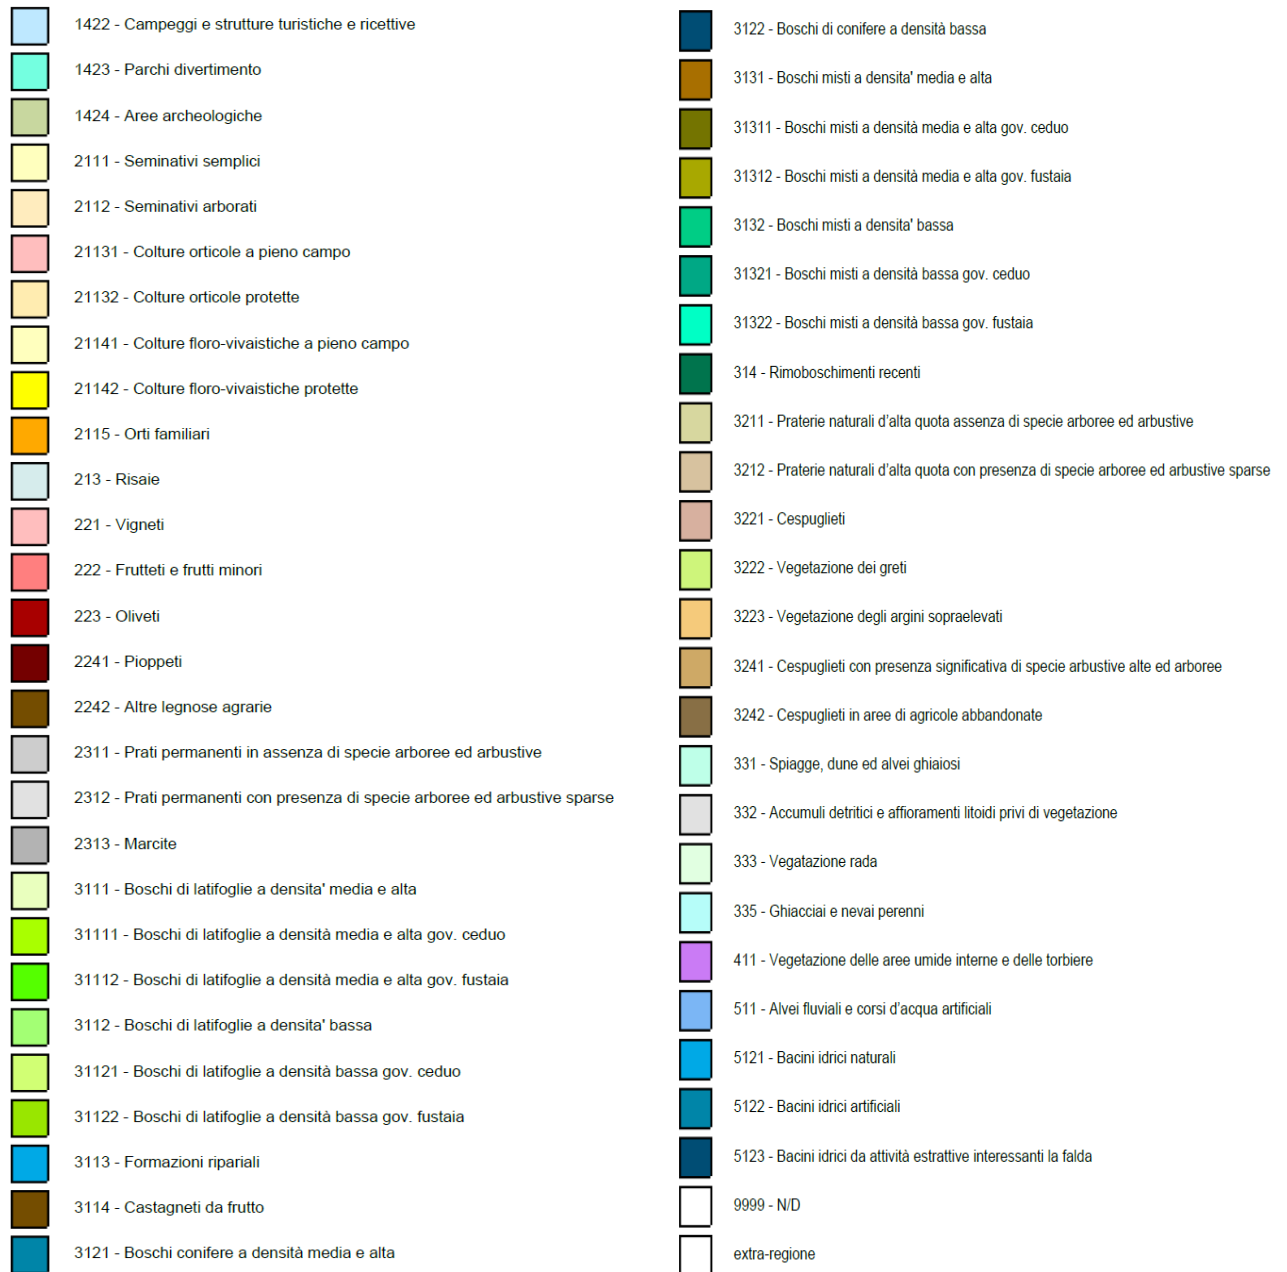 1422 - Campeggi e strutture turistiche e ricettive
1423 - Parchi divertimento
1424 - Aree archeologiche
2111 - Seminativi semplici
2112 - Seminativi arborati
21131 - Colture orticole a pieno campo
21132 - Colture orticole protette
21141 - Colture floro-vivaistiche a pieno campo
21142 - Colture floro-vivaistiche protette
2115 - Orti familiari
213 - Risaie
221 - Vigneti
222 - Frutteti e frutti minori
223 - Oliveti
2241 - Pioppeti
2242 - Altre legnose agrarie
2311 - Prati permanenti in assenza di specie arboree ed arbustive
2312 - Prati permanenti con presenza di specie arboree ed arbustive sparse
2313 - Marcite
3111 - Boschi di latifoglie a densita' media e alta
31111 - Boschi di latifoglie a densità media e alta gov. ceduo
31112 - Boschi di latifoglie a densità media e alta gov. fustaia
3112 - Boschi di latifoglie a densita' bassa
31121 - Boschi di latifoglie a densità bassa gov. ceduo
31122 - Boschi di latifoglie a densità bassa gov. fustaia
3113 - Formazioni ripariali
3114 - Castagneti da frutto
3121 - Boschi conifere a densità media e alta
3122 - Boschi di conifere a densità bassa
3131 - Boschi misti a densita' media e alta
31311 - Boschi misti a densità media e alta gov. ceduo
31312 - Boschi misti a densità media e alta gov. fustaia
3132 - Boschi misti a densita' bassa
31321 - Boschi misti a densità bassa gov. ceduo
31322 - Boschi misti a densità bassa gov. fustaia
314 - Rimoboschimenti recenti
3211 - Praterie naturali d'alta quota assenza di specie arboree ed arbustive
3212 - Praterie naturali d'alta quota con presenza di specie arboree ed arbustive sparse
3221 - Cespuglieti
3222 - Vegetazione dei greti
3223 - Vegetazione degli argini sopraelevati
3241 - Cespuglieti con presenza significativa di specie arbustive alte ed arboree
3242 - Cespuglieti in aree di agricole abbandonate
331 - Spiagge, dune ed alvei ghiaiosi
332 - Accumuli detritici e affioramenti litoidi privi di vegetazione
333 - Vegatazione rada
335 - Ghiacciai e nevai perenni
411 - Vegetazione delle aree umide interne e delle torbiere
511 - Alvei fluviali e corsi d'acqua artificiali
5121 - Bacini idrici naturali
5122 - Bacini idrici artificiali
5123 - Bacini idrici da attività estrattive interessanti la falda
9999 - N/D
extra-regione